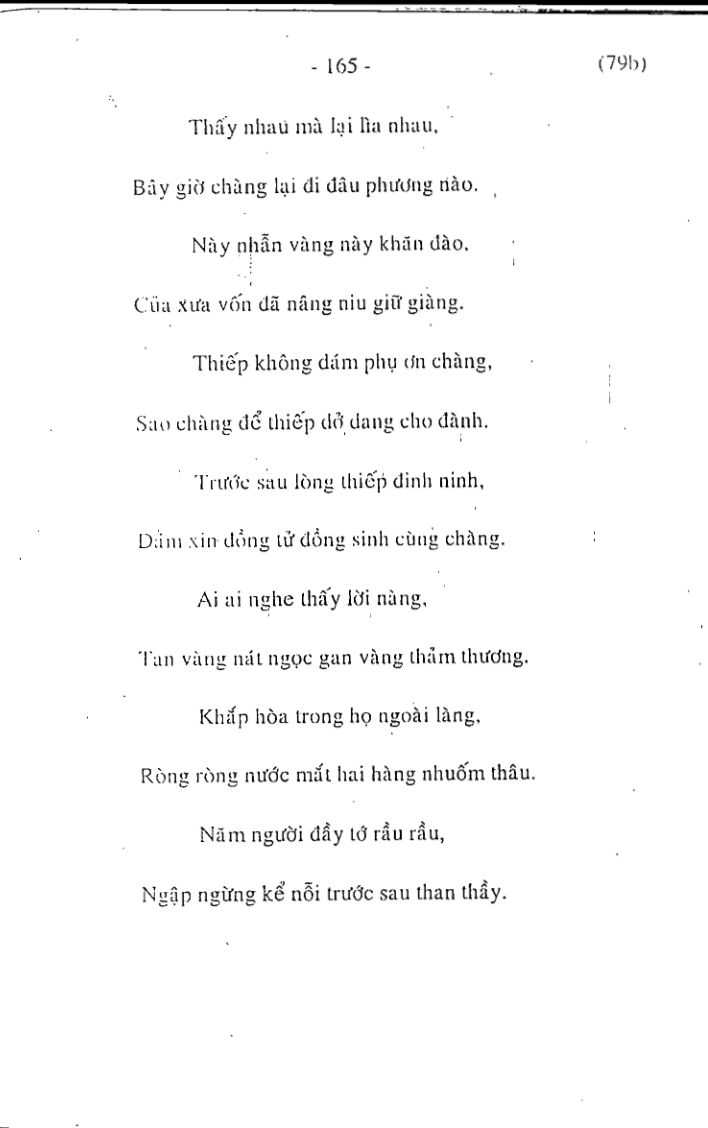 - 165 -
(79b)
Thấy nhau mà lại lìa nhau,
Bây giờ chàng lại đi đâu phương nào.
Này nhẫn vàng này khăn đào,
Của xưa vốn đã nâng niu giữ giàng.
Thiếp không dám phụ ơn chàng,
Sao chàng để thiếp dở dang cho đành.
Trước sau lòng thiếp đinh ninh,
Dám xin đồng tử đồng sinh cùng chàng.
Ai ai nghe thấy lời nàng,
Tan vàng nát ngọc gan vàng thảm thương.
Khắp hòa trong họ ngoài làng,
Ròng ròng nước mắt hai hàng nhuốm thâu.
Năm người đầy tớ rầu rầu,
Ngập ngừng kể nỗi trước sau than thầy.